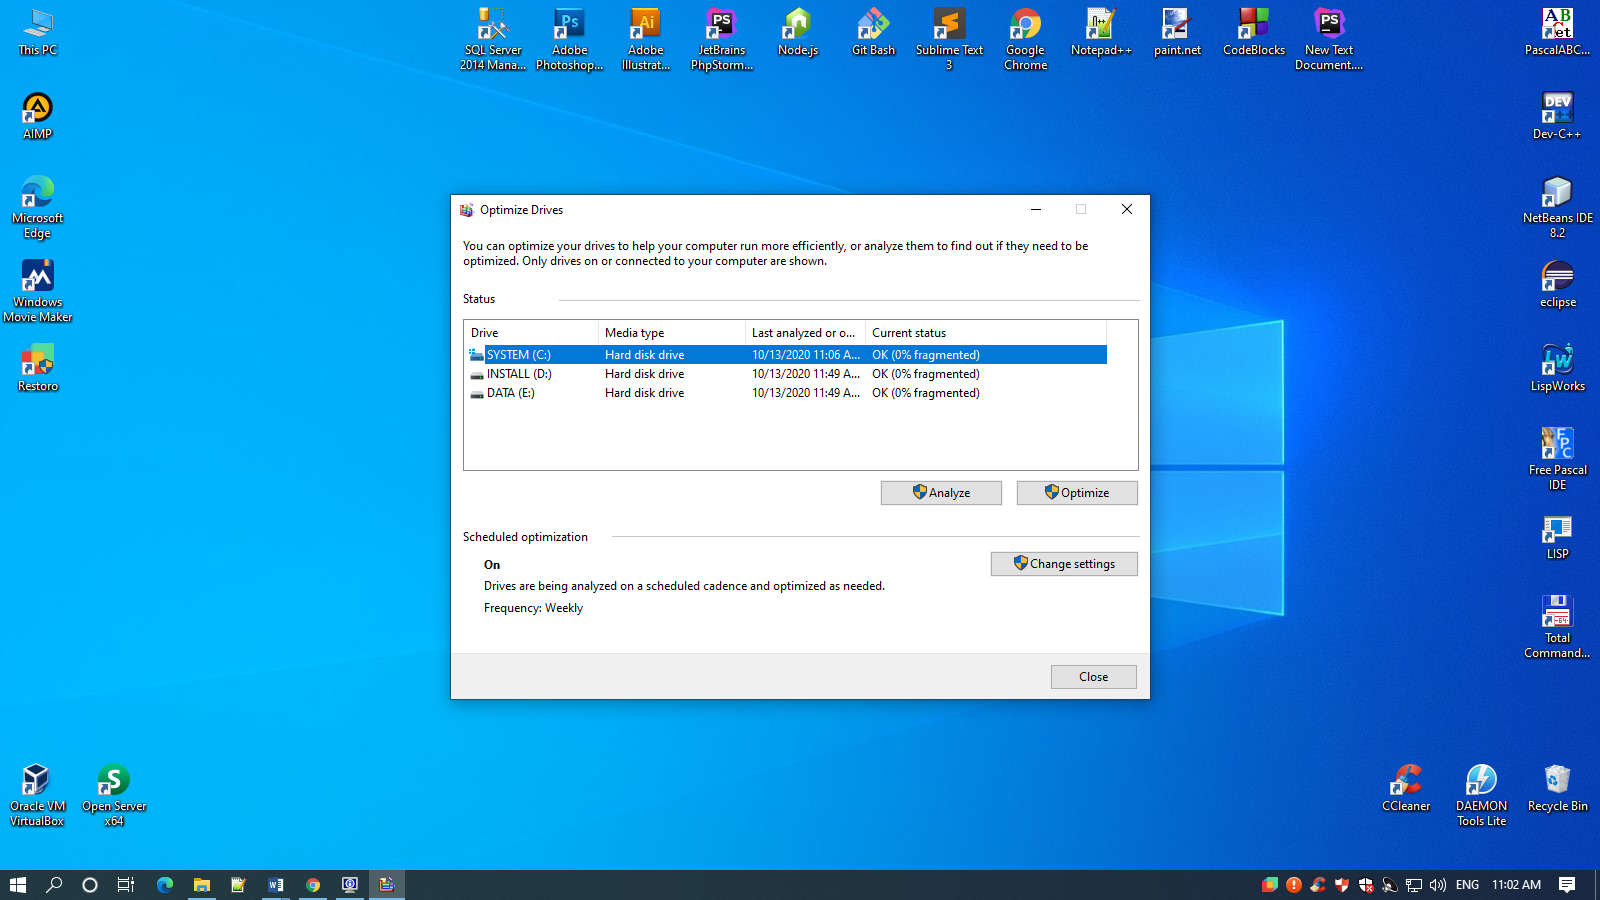 This PC
SQL Server
2014 Mana...
Adobe
Photoshop...
Adobe
Illustrat...
JetBrains
PhpStorm...
Node.js
Git Bash
Sublime Text
3
Google
Chrome
Notepad++
paint.net
CodeBlocks
New Text
Document....
PascalABC...
AIMP
Dev-C++
Microsoft
Edge
NetBeans IDE
8.2
Windows
Movie Maker
eclipse
Restoro
LispWorks
Free Pascal
IDE
LISP
Total
Command...
Optimize Drives
You can optimize your drives to help your computer run more efficiently, or analyze them to find out if they need to be
optimized. Only drives on or connected to your computer are shown.
Status
Drive Media type Last analyzed or o... Current status
SYSTEM (C:) Hard disk drive 10/13/2020 11:06 A... OK (0% fragmented)
INSTALL (D:) Hard disk drive 10/13/2020 11:49 A... OK (0% fragmented)
DATA (E:) Hard disk drive 10/13/2020 11:49 A... OK (0% fragmented)
Analyze Optimize
Scheduled optimization
On
Change settings
Drives are being analyzed on a scheduled cadence and optimized as needed.
Frequency: Weekly
Close
Oracle VM
VirtualBox
Open Server
x64
CCleaner
DAEMON
Tools Lite
Recycle Bin
ENG 11:02 AM